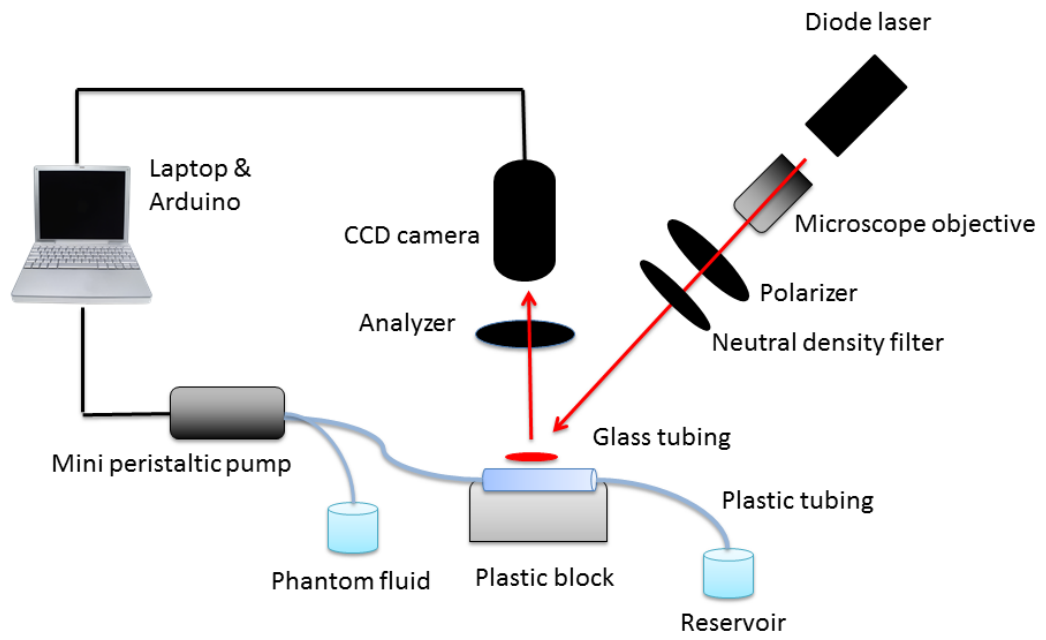 Diode laser
Laptop &
Arduino
CCD camera
Microscope objective
Polarizer
Analyzer
Neutral density filter
Glass tubing
Mini peristaltic pump
Plastic tubing
Phantom fluid
Plastic block
Reservoir